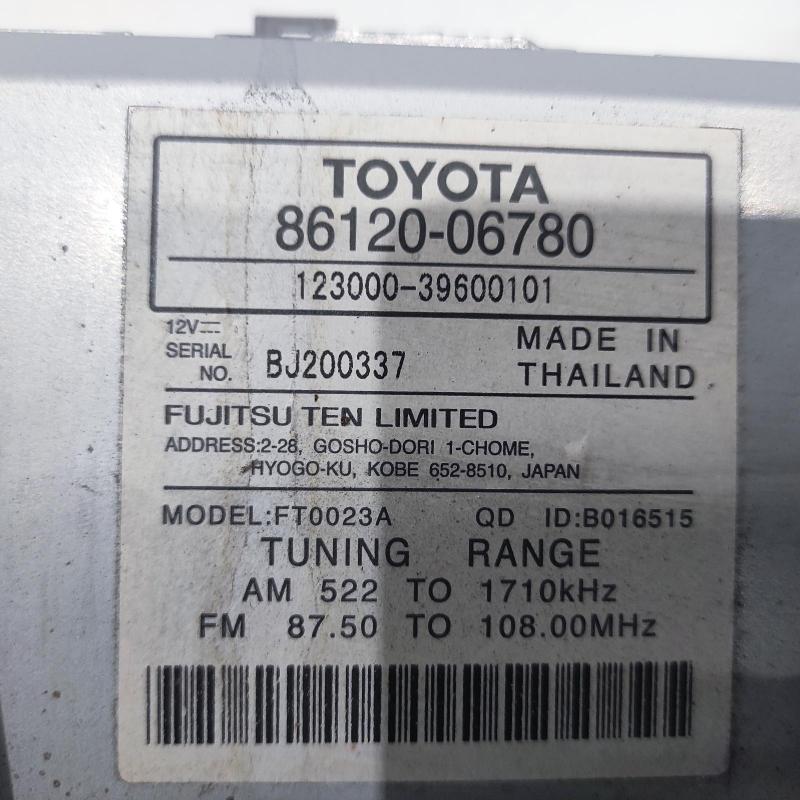 TOYOTA
86120-06780
123000-39600101
12V
SERIAL NO. BJ200337
MADE IN THAILAND
FUJITSU TEN LIMITED
ADDRESS:2-28, GOSHO-DORI 1-CHOME,
HYOGO-KU, KOBE 652-8510, JAPAN
MODEL:FT0023A QD ID:B016515
TUNING RANGE
AM 522 TO 1710kHz
FM 87.50 TO 108.00MHz